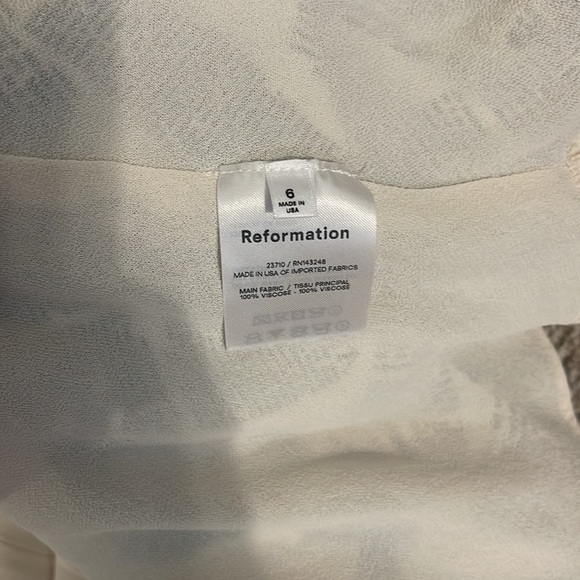 6
MADE IN
USA
Reformation
23710 / RN143248
MADE IN USA OF IMPORTED FABRICS
MAIN FABRIC / TISSU PRINCIPAL
100% VISCOSE - 100% VISCOSE